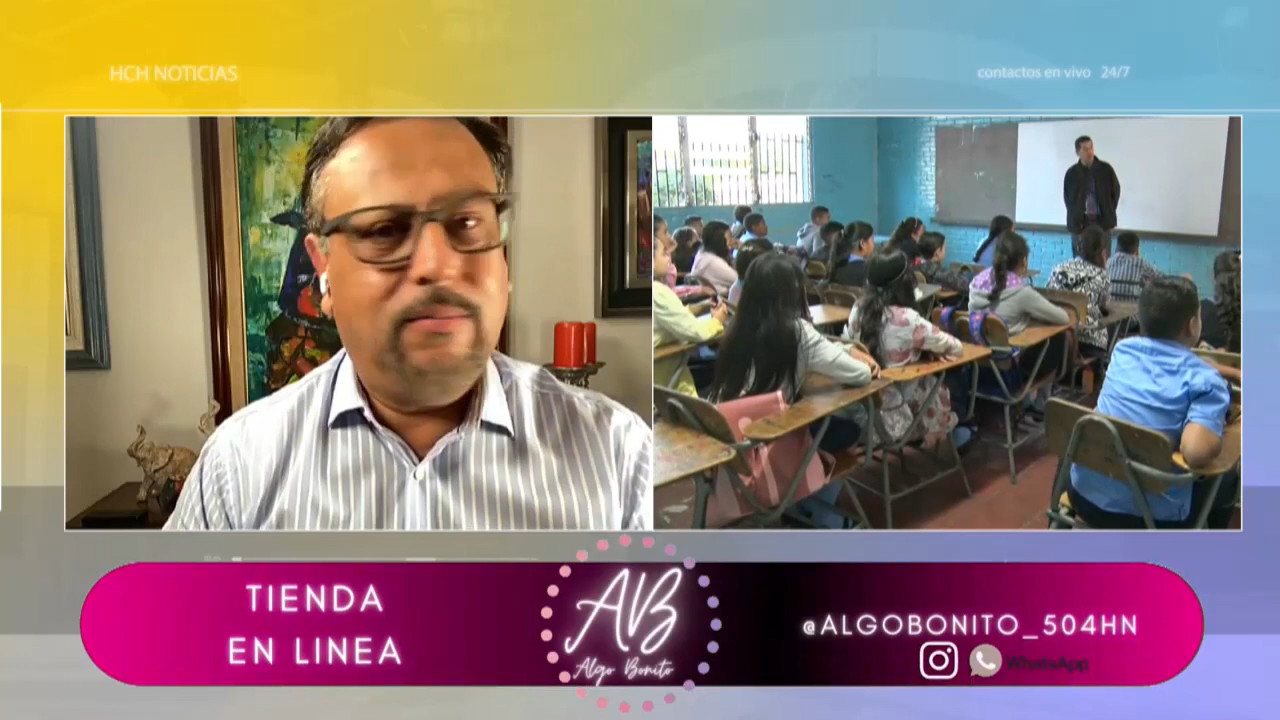 HCH NOTICIAS
contactos en vivo 24/7
TIENDA
EN LINEA
AB
Algo Bonito
@ALGOBONITO_504HN
WhatsApp